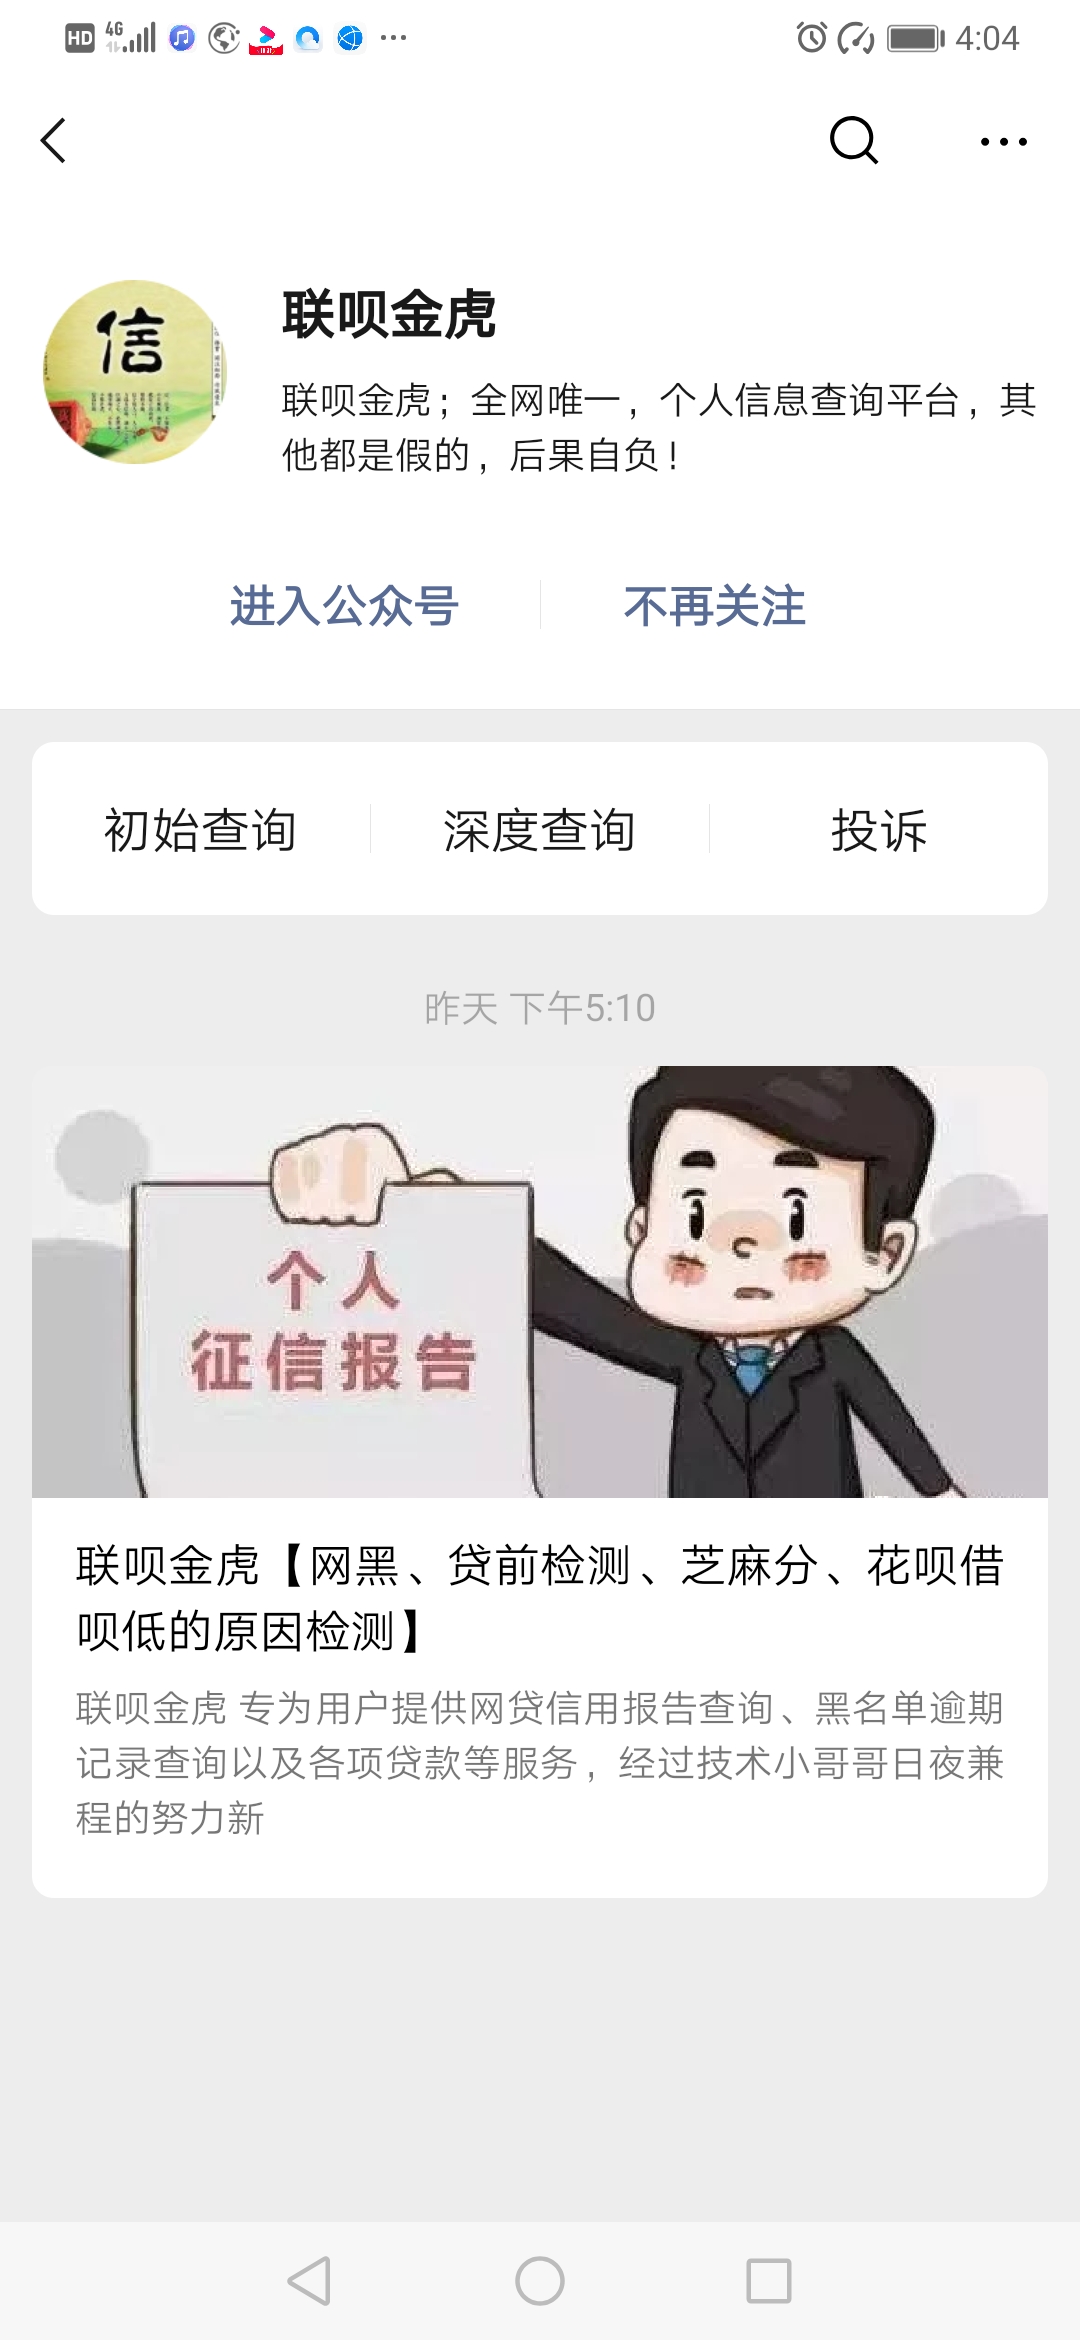 HD 4G 4:04
信
联呗金虎
联呗金虎；全网唯一，个人信息查询平台，其
他都是假的，后果自负！
进入公众号 不再关注
初始查询 深度查询 投诉
昨天 下午5:10
个人
征信报告
联呗金虎【网黑、贷前检测、芝麻分、花呗借
呗低的原因检测】
联呗金虎 专为用户提供网贷信用报告查询、黑名单逾期
记录查询以及各项贷款等服务，经过技术小哥哥日夜兼
程的努力新